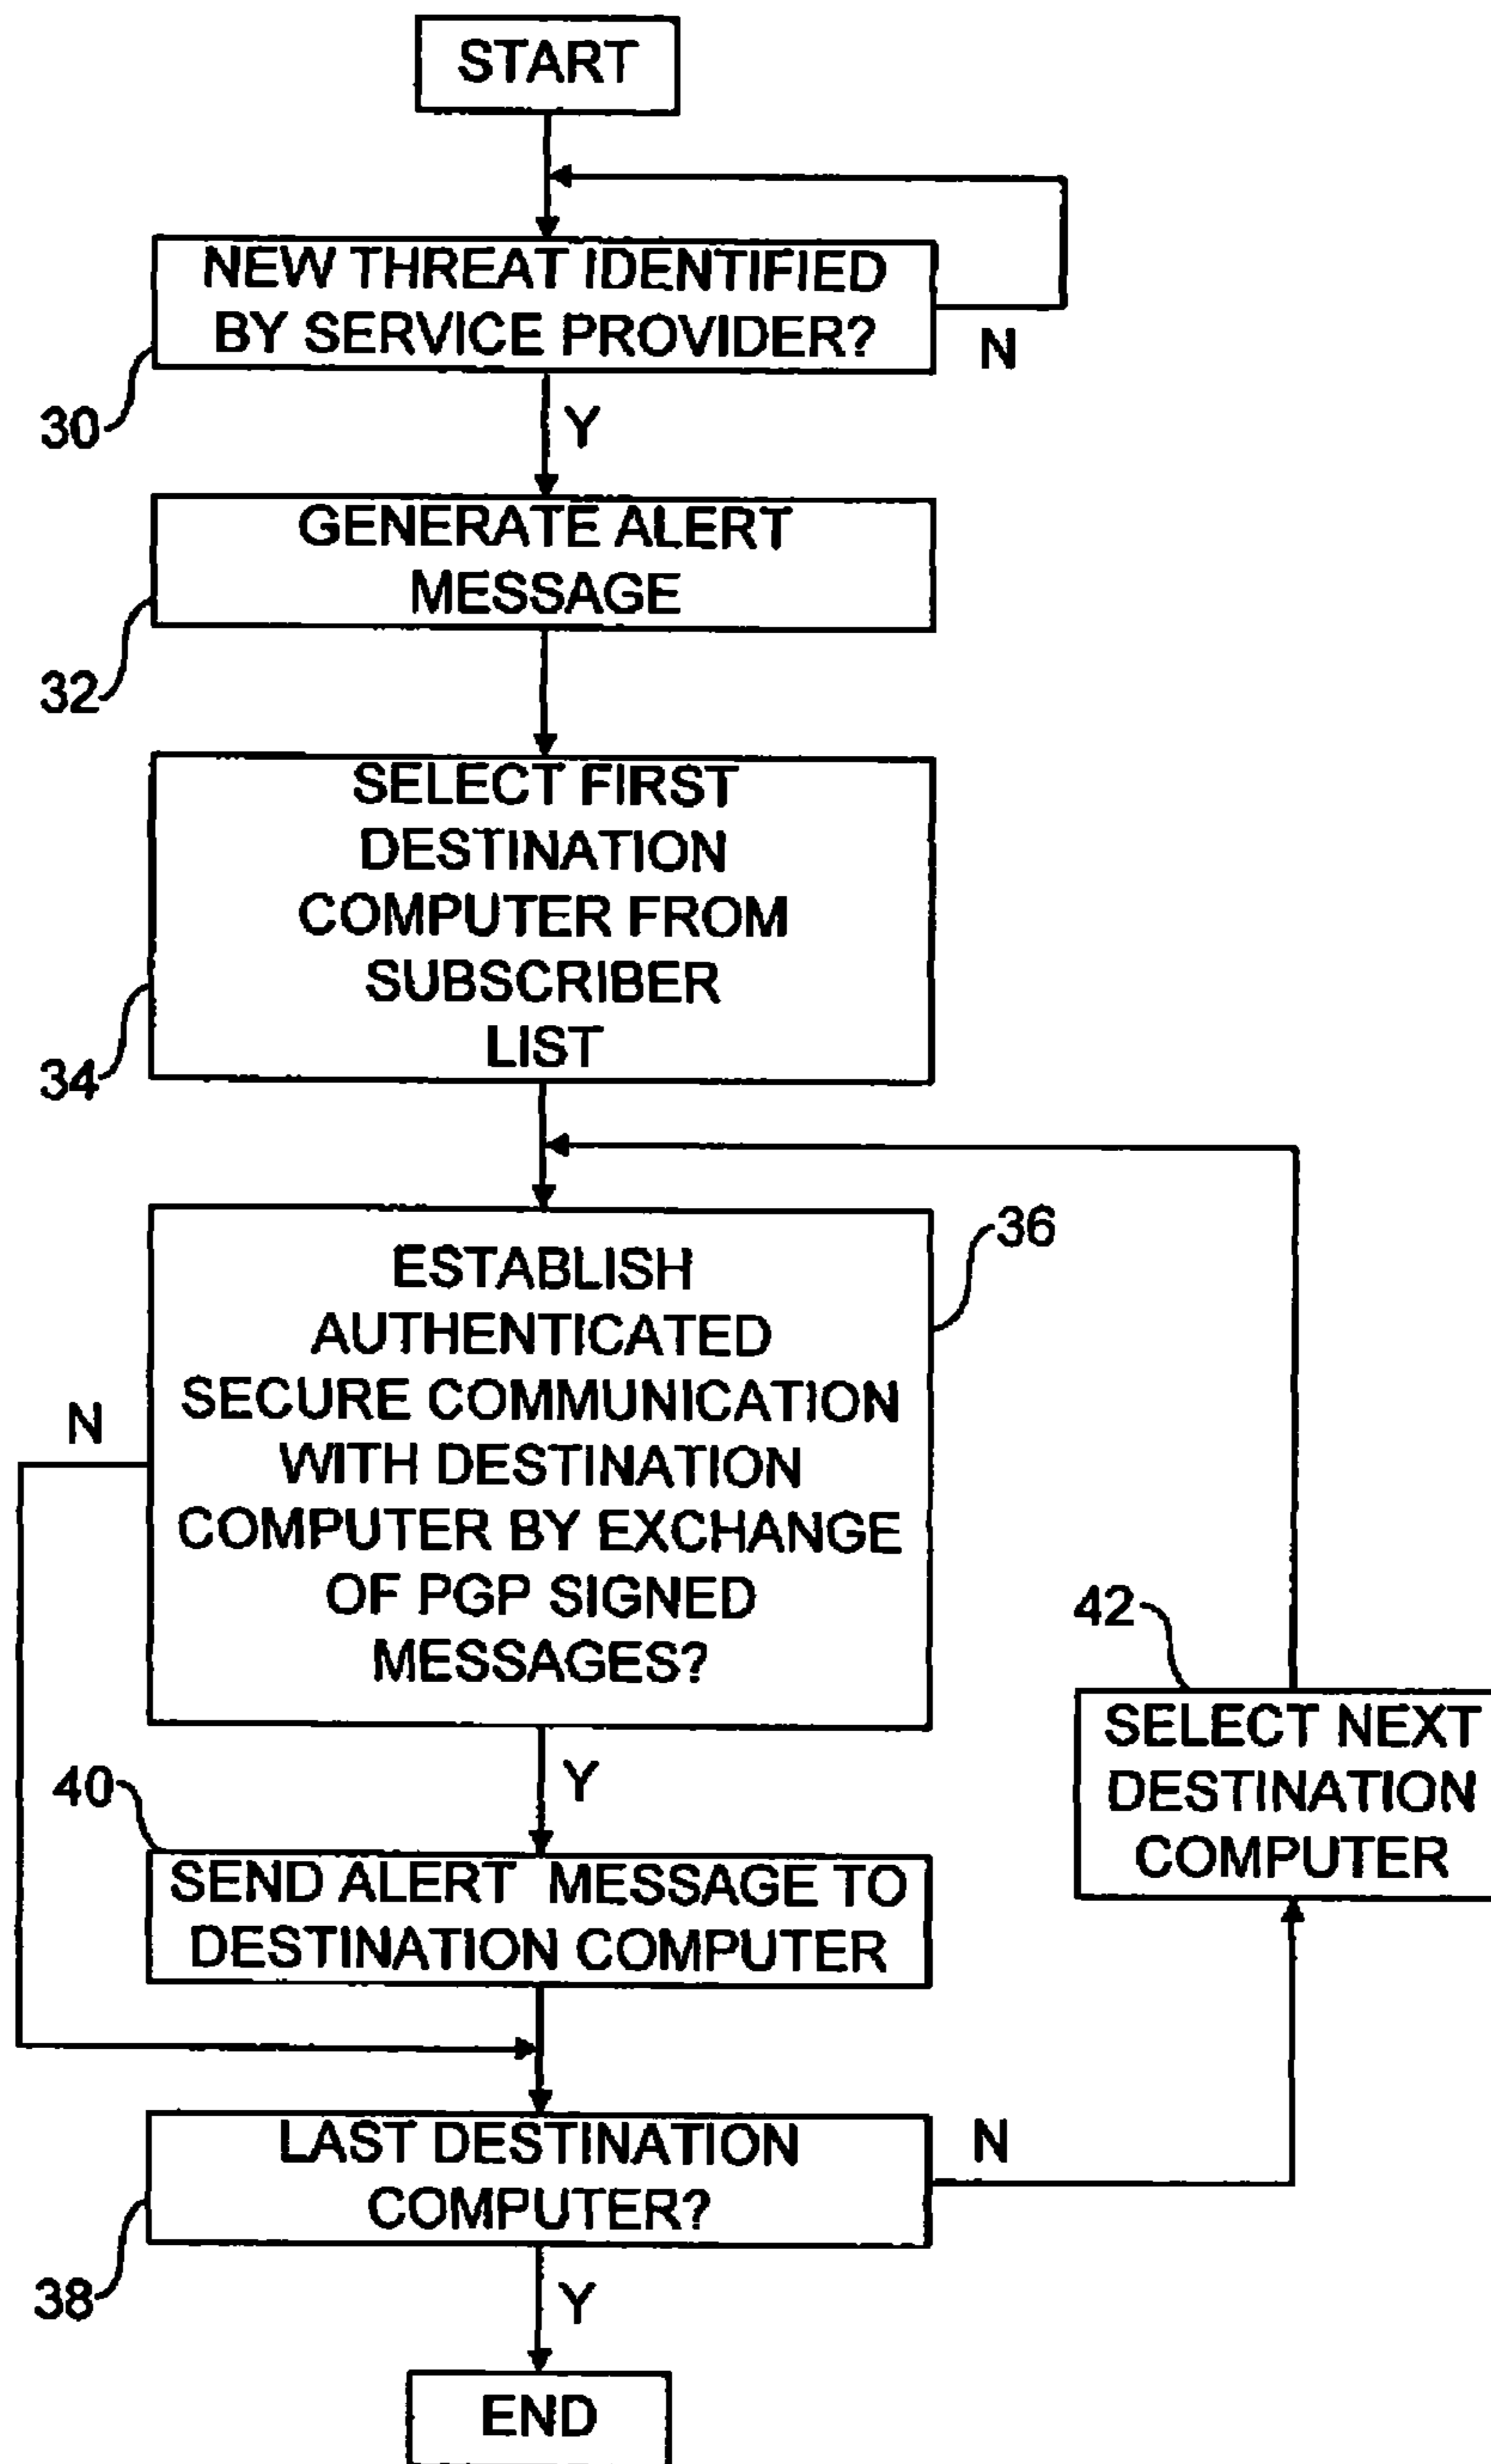 START
NEW THREAT IDENTIFIED
BY SERVICE PROVIDER?
N
30
Y
GENERATE ALERT
MESSAGE
32
SELECT FIRST
DESTINATION
COMPUTER FROM
SUBSCRIBER
LIST
34
36
ESTABLISH
AUTHENTICATED
SECURE COMMUNICATION
WITH DESTINATION
COMPUTER BY EXCHANGE
OF PGP SIGNED
MESSAGES?
N
42
SELECT NEXT
DESTINATION
COMPUTER
Y
40
SEND ALERT MESSAGE TO
DESTINATION COMPUTER
LAST DESTINATION
COMPUTER?
N
38
Y
END